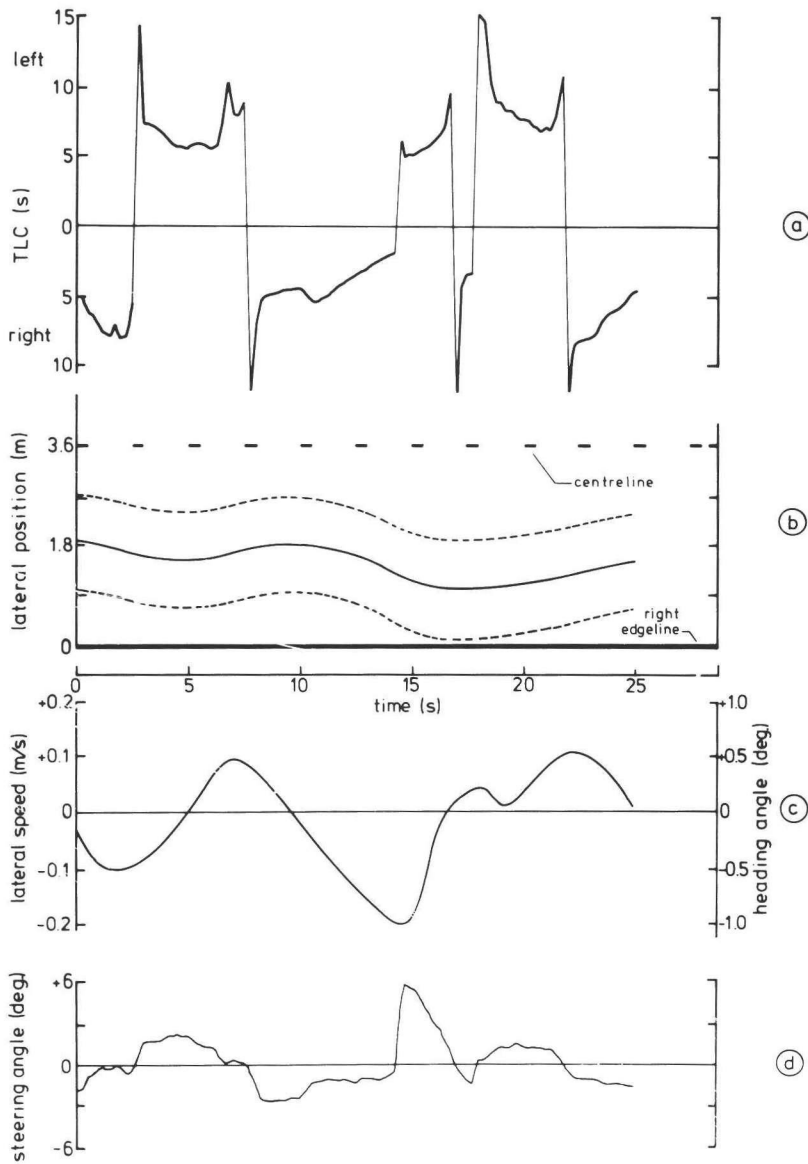 15
left
10
5
TLC (s)
0
5
right
10
a
3.6
centreline
lateral position (m)
1.8
b
right
edgeline
0
0 5 10 15 20 25
time (s)
+0.2 +1.0
+0.1 +0.5
lateral speed (m/s)
0 0
heading angle (deg.)
c
-0.1 -0.5
-0.2 -1.0
+6
steering angle (deg.)
0
d
-6